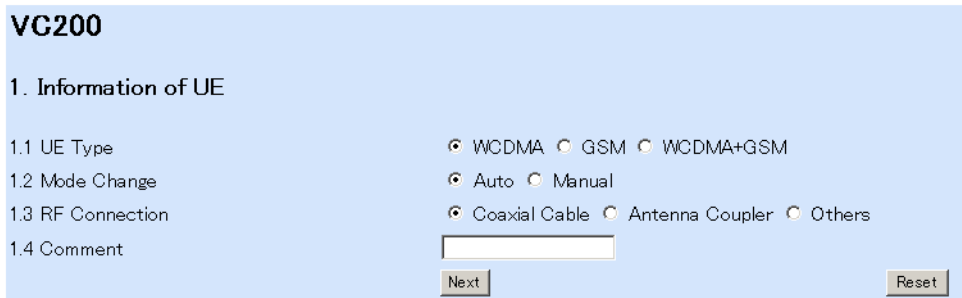 VC200
1. Information of UE
1.1 UE Type WCDMA GSM WCDMA+GSM
1.2 Mode Change Auto Manual
1.3 RF Connection Coaxial Cable Antenna Coupler Others
1.4 Comment
Next Reset